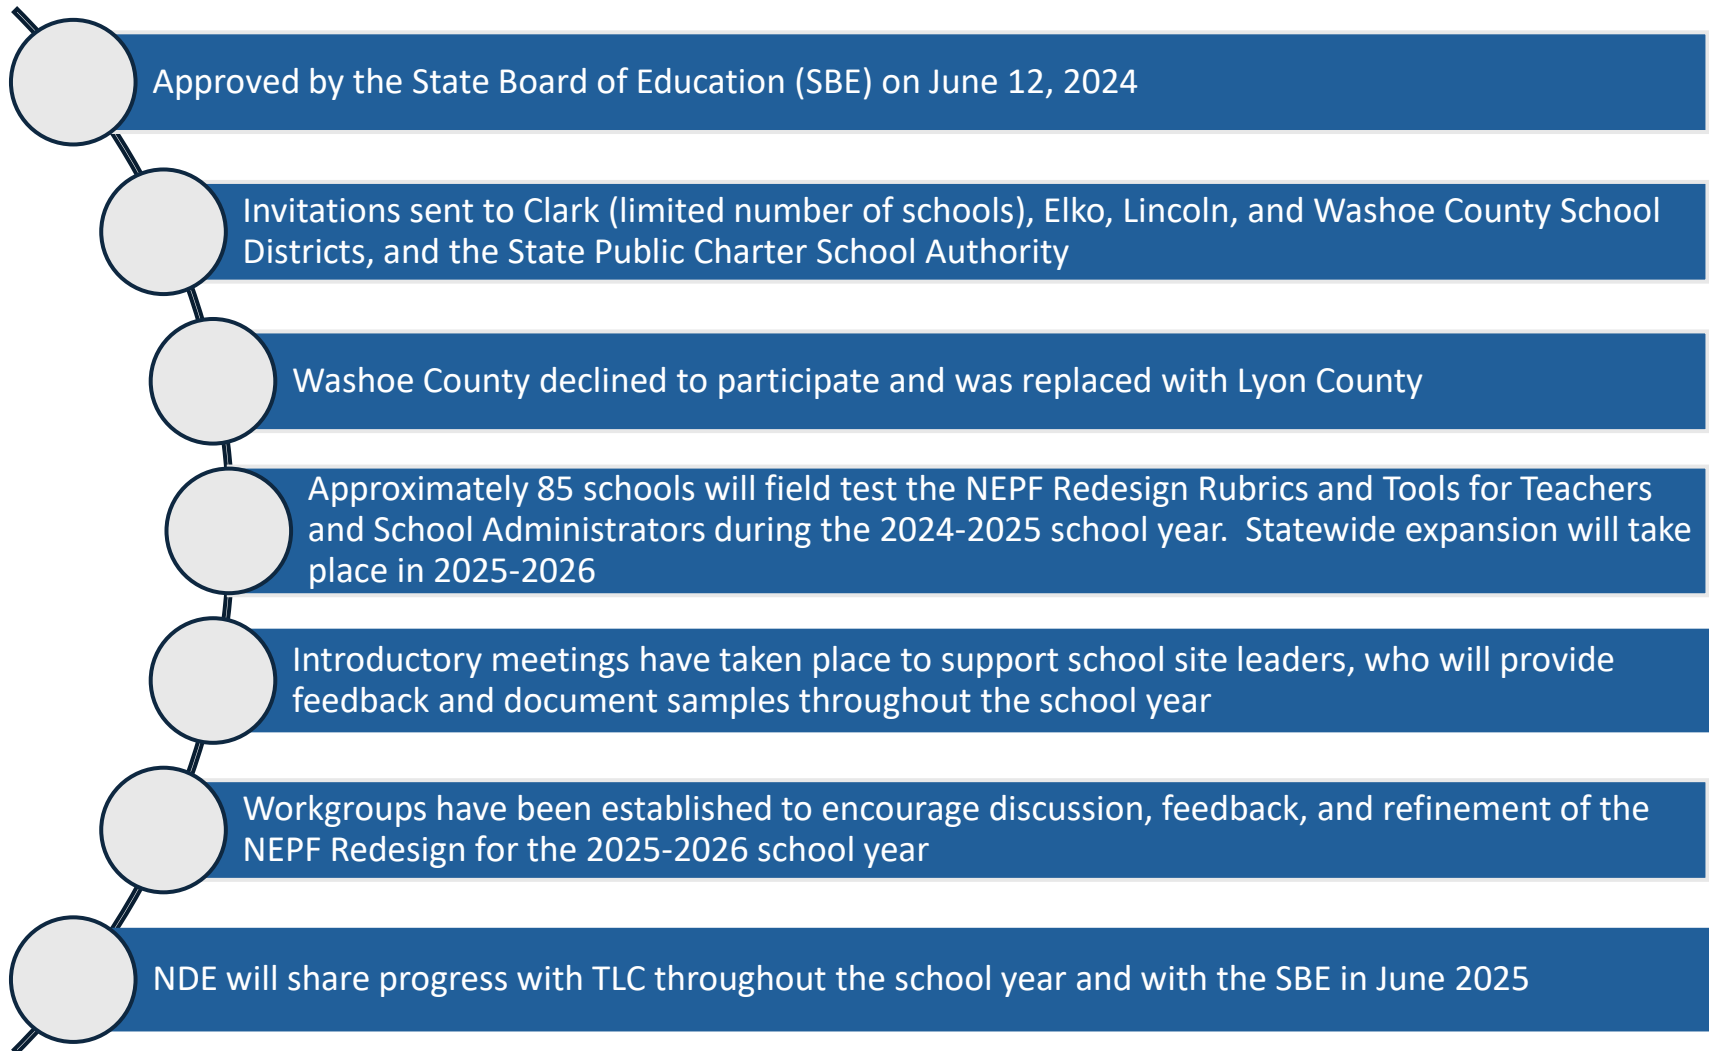 Approved by the State Board of Education (SBE) on June 12, 2024
Invitations sent to Clark (limited number of schools), Elko, Lincoln, and Washoe County School
Districts, and the State Public Charter School Authority
Washoe County declined to participate and was replaced with Lyon County
Approximately 85 schools will field test the NEPF Redesign Rubrics and Tools for Teachers
and School Administrators during the 2024-2025 school year.  Statewide expansion will take
place in 2025-2026
Introductory meetings have taken place to support school site leaders, who will provide
feedback and document samples throughout the school year
Workgroups have been established to encourage discussion, feedback, and refinement of the
NEPF Redesign for the 2025-2026 school year
NDE will share progress with TLC throughout the school year and with the SBE in June 2025